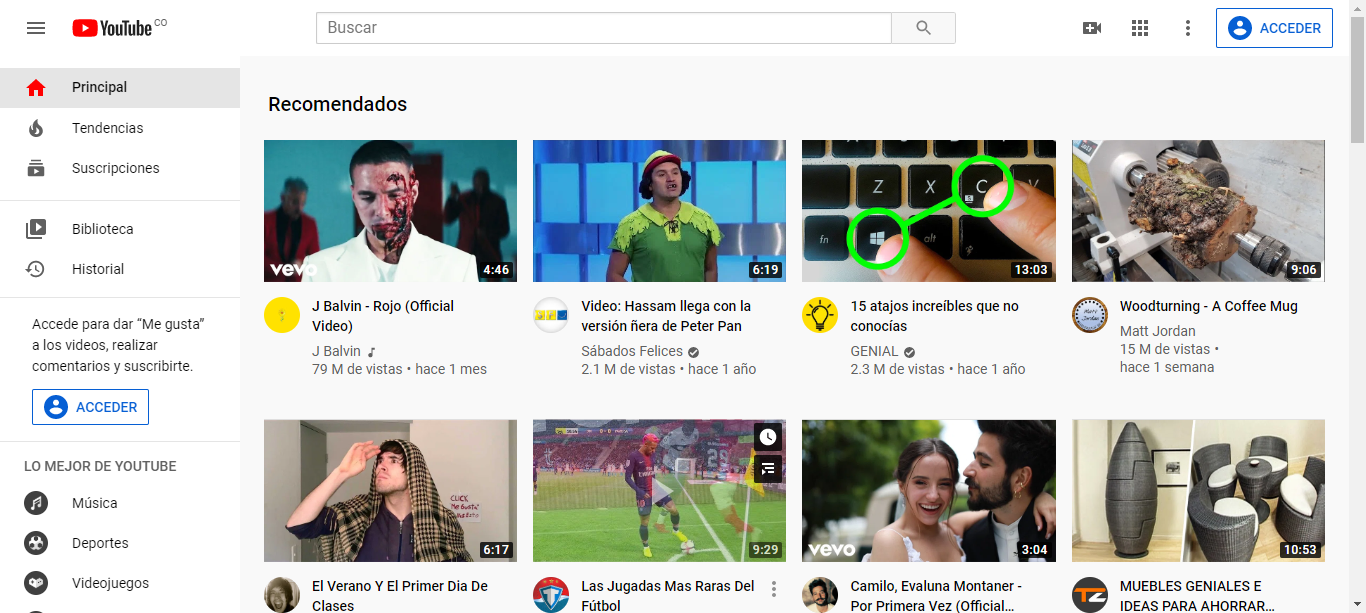 YouTube CO
Buscar
ACCEDER
Principal
Tendencias
Suscripciones
Biblioteca
Historial
Accede para dar “Me gusta”
a los videos, realizar
comentarios y suscribirte.
ACCEDER
LO MEJOR DE YOUTUBE
Música
Deportes
Videojuegos
Recomendados
vevo
4:46
6:19
Z
X
C
V
fn
alt
13:03
9:06
J Balvin - Rojo (Official
Video)
J Balvin
79 M de vistas • hace 1 mes
Video: Hassam llega con la
versión ñera de Peter Pan
Sábados Felices
2.1 M de vistas • hace 1 año
15 atajos increíbles que no
conocías
GENIAL
2.3 M de vistas • hace 1 año
Matt
Jordan
Woodturning - A Coffee Mug
Matt Jordan
15 M de vistas •
hace 1 semana
CLICK
Me Gusta
6:17
29
9:29
vevo
3:04
10:53
El Verano Y El Primer Dia De
Clases
Las Jugadas Mas Raras Del
Fútbol
Camilo, Evaluna Montaner -
Por Primera Vez (Official...
TZ
MUEBLES GENIALES E
IDEAS PARA AHORRAR...